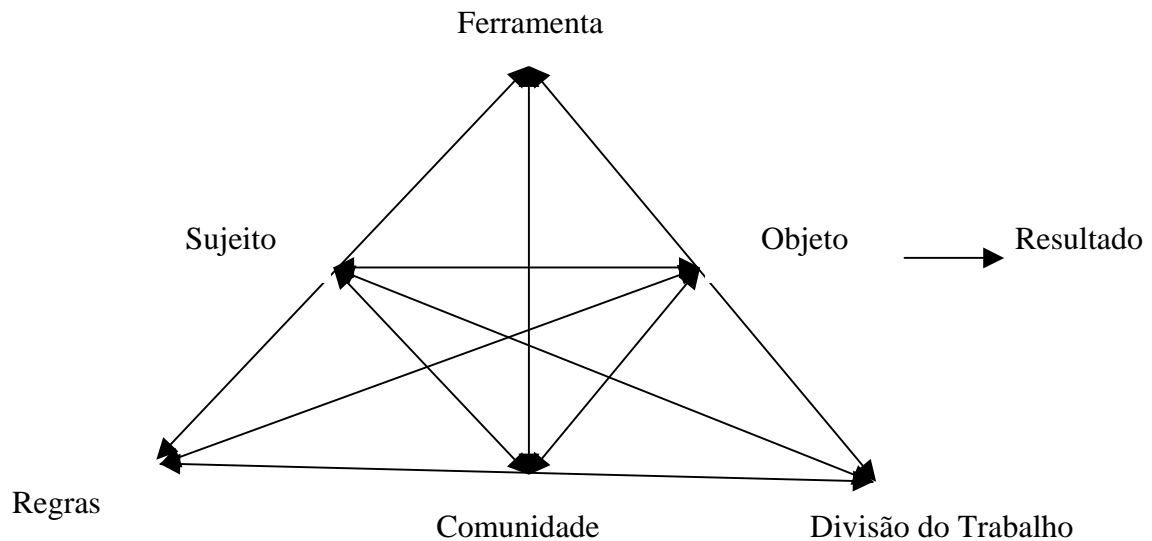 Ferramenta
Sujeito
Objeto
Resultado
Regras
Comunidade
Divisão do Trabalho